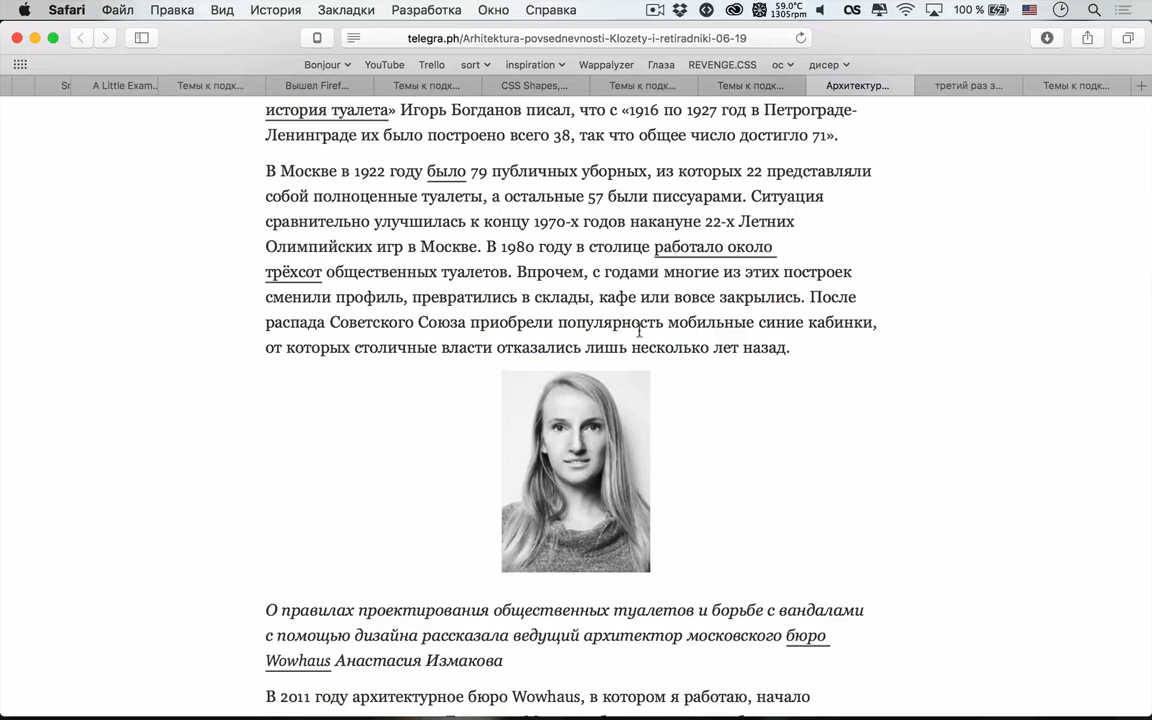 Safari Файл Правка Вид История Закладки Разработка Окно Справка 59.0°C 1305rpm 100 %
telegra.ph/Arhitektura-povsednevnosti-Klozety-i-retiradniki-06-19
Bonjour YouTube Trello sort inspiration Wappalyzer Глаза REVENGE.CSS ос дисер
Sr A Little Exam... Темы к подк... Вышел Firef... Темы к подк... CSS Shapes,... Темы к подк... Темы к подк... Архитектур... третий раз з... Темы к подк...
история туалета» Игорь Богданов писал, что с «1916 по 1927 год в Петрограде-
Ленинграде их было построено всего 38, так что общее число достигло 71».
В Москве в 1922 году было 79 публичных уборных, из которых 22 представляли
собой полноценные туалеты, а остальные 57 были писсуарами. Ситуация
сравнительно улучшилась к концу 1970-х годов накануне 22-х Летних
Олимпийских игр в Москве. В 1980 году в столице работало около
трёхсот общественных туалетов. Впрочем, с годами многие из этих построек
сменили профиль, превратились в склады, кафе или вовсе закрылись. После
распада Советского Союза приобрели популярность мобильные синие кабинки,
от которых столичные власти отказались лишь несколько лет назад.
О правилах проектирования общественных туалетов и борьбе с вандалами
с помощью дизайна рассказала ведущий архитектор московского бюро
Wowhaus Анастасия Измакова
В 2011 году архитектурное бюро Wowhaus, в котором я работаю, начало